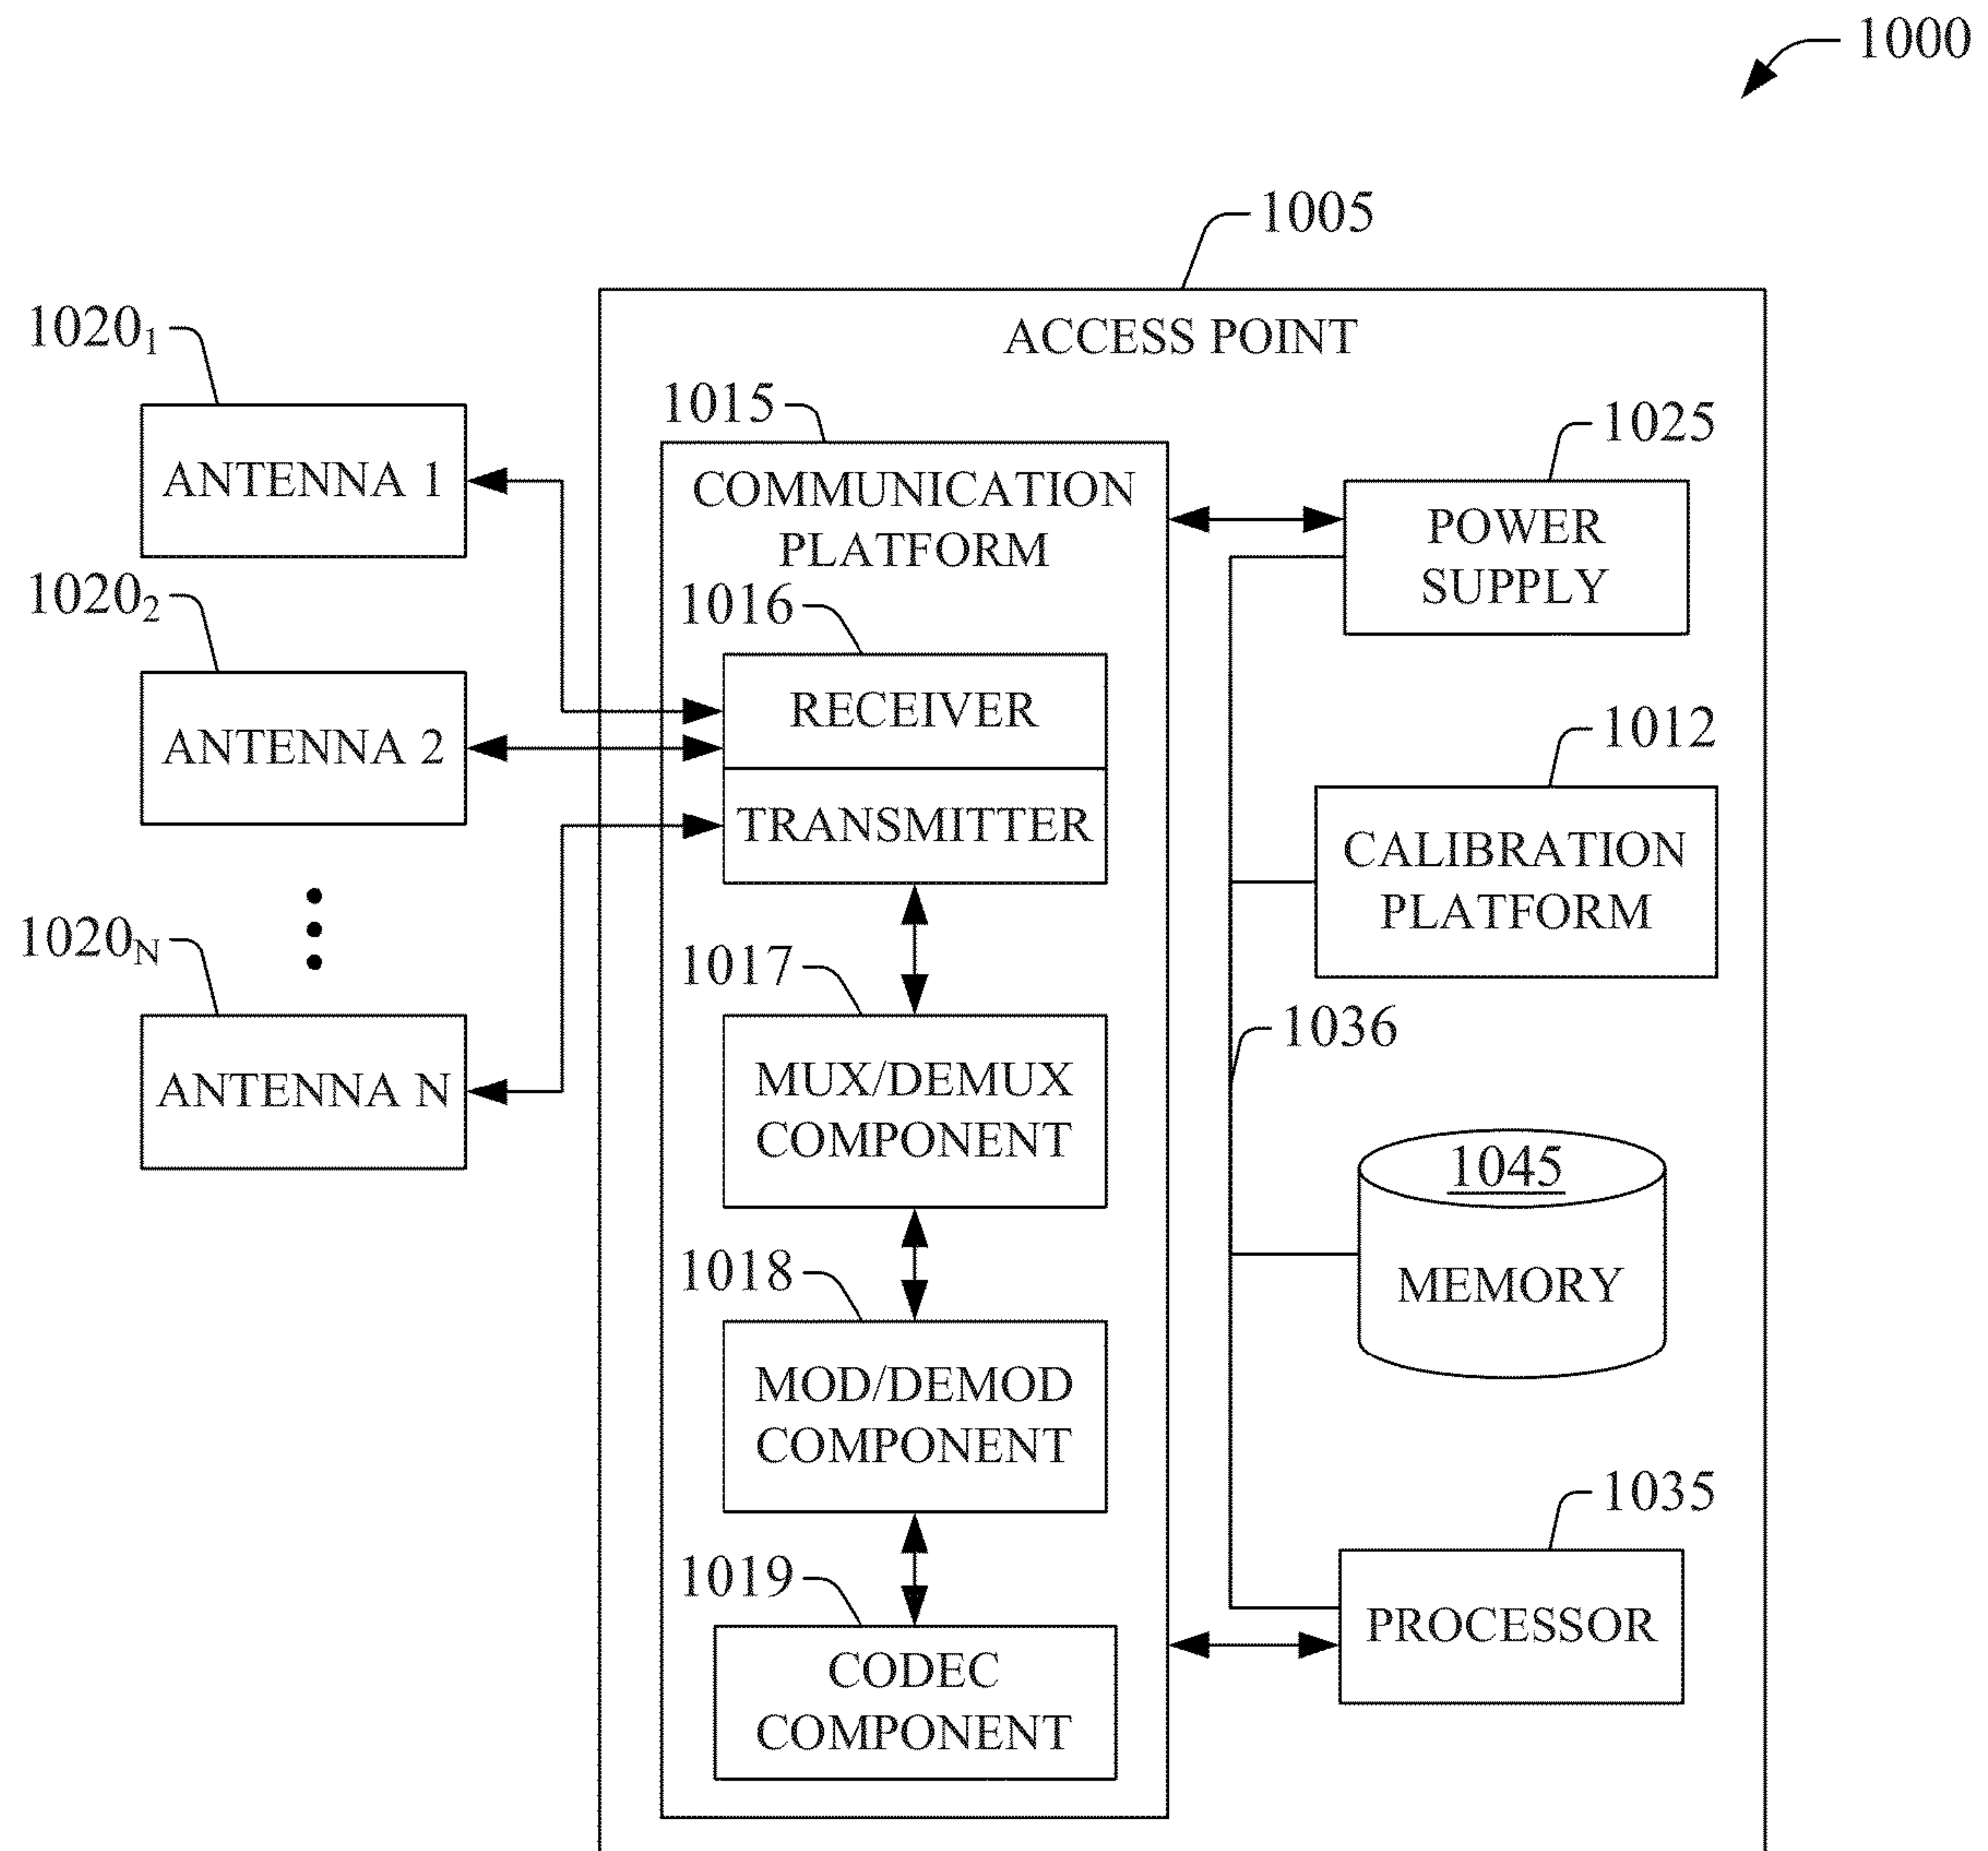 1000
1005
ACCESS POINT
1020₁
ANTENNA 1
1020₂
ANTENNA 2
1020N
ANTENNA N
1015
COMMUNICATION
PLATFORM
1016
RECEIVER
TRANSMITTER
1017
MUX/DEMUX
COMPONENT
1018
MOD/DEMOD
COMPONENT
1019
CODEC
COMPONENT
1025
POWER
SUPPLY
1012
CALIBRATION
PLATFORM
1036
1045
MEMORY
1035
PROCESSOR